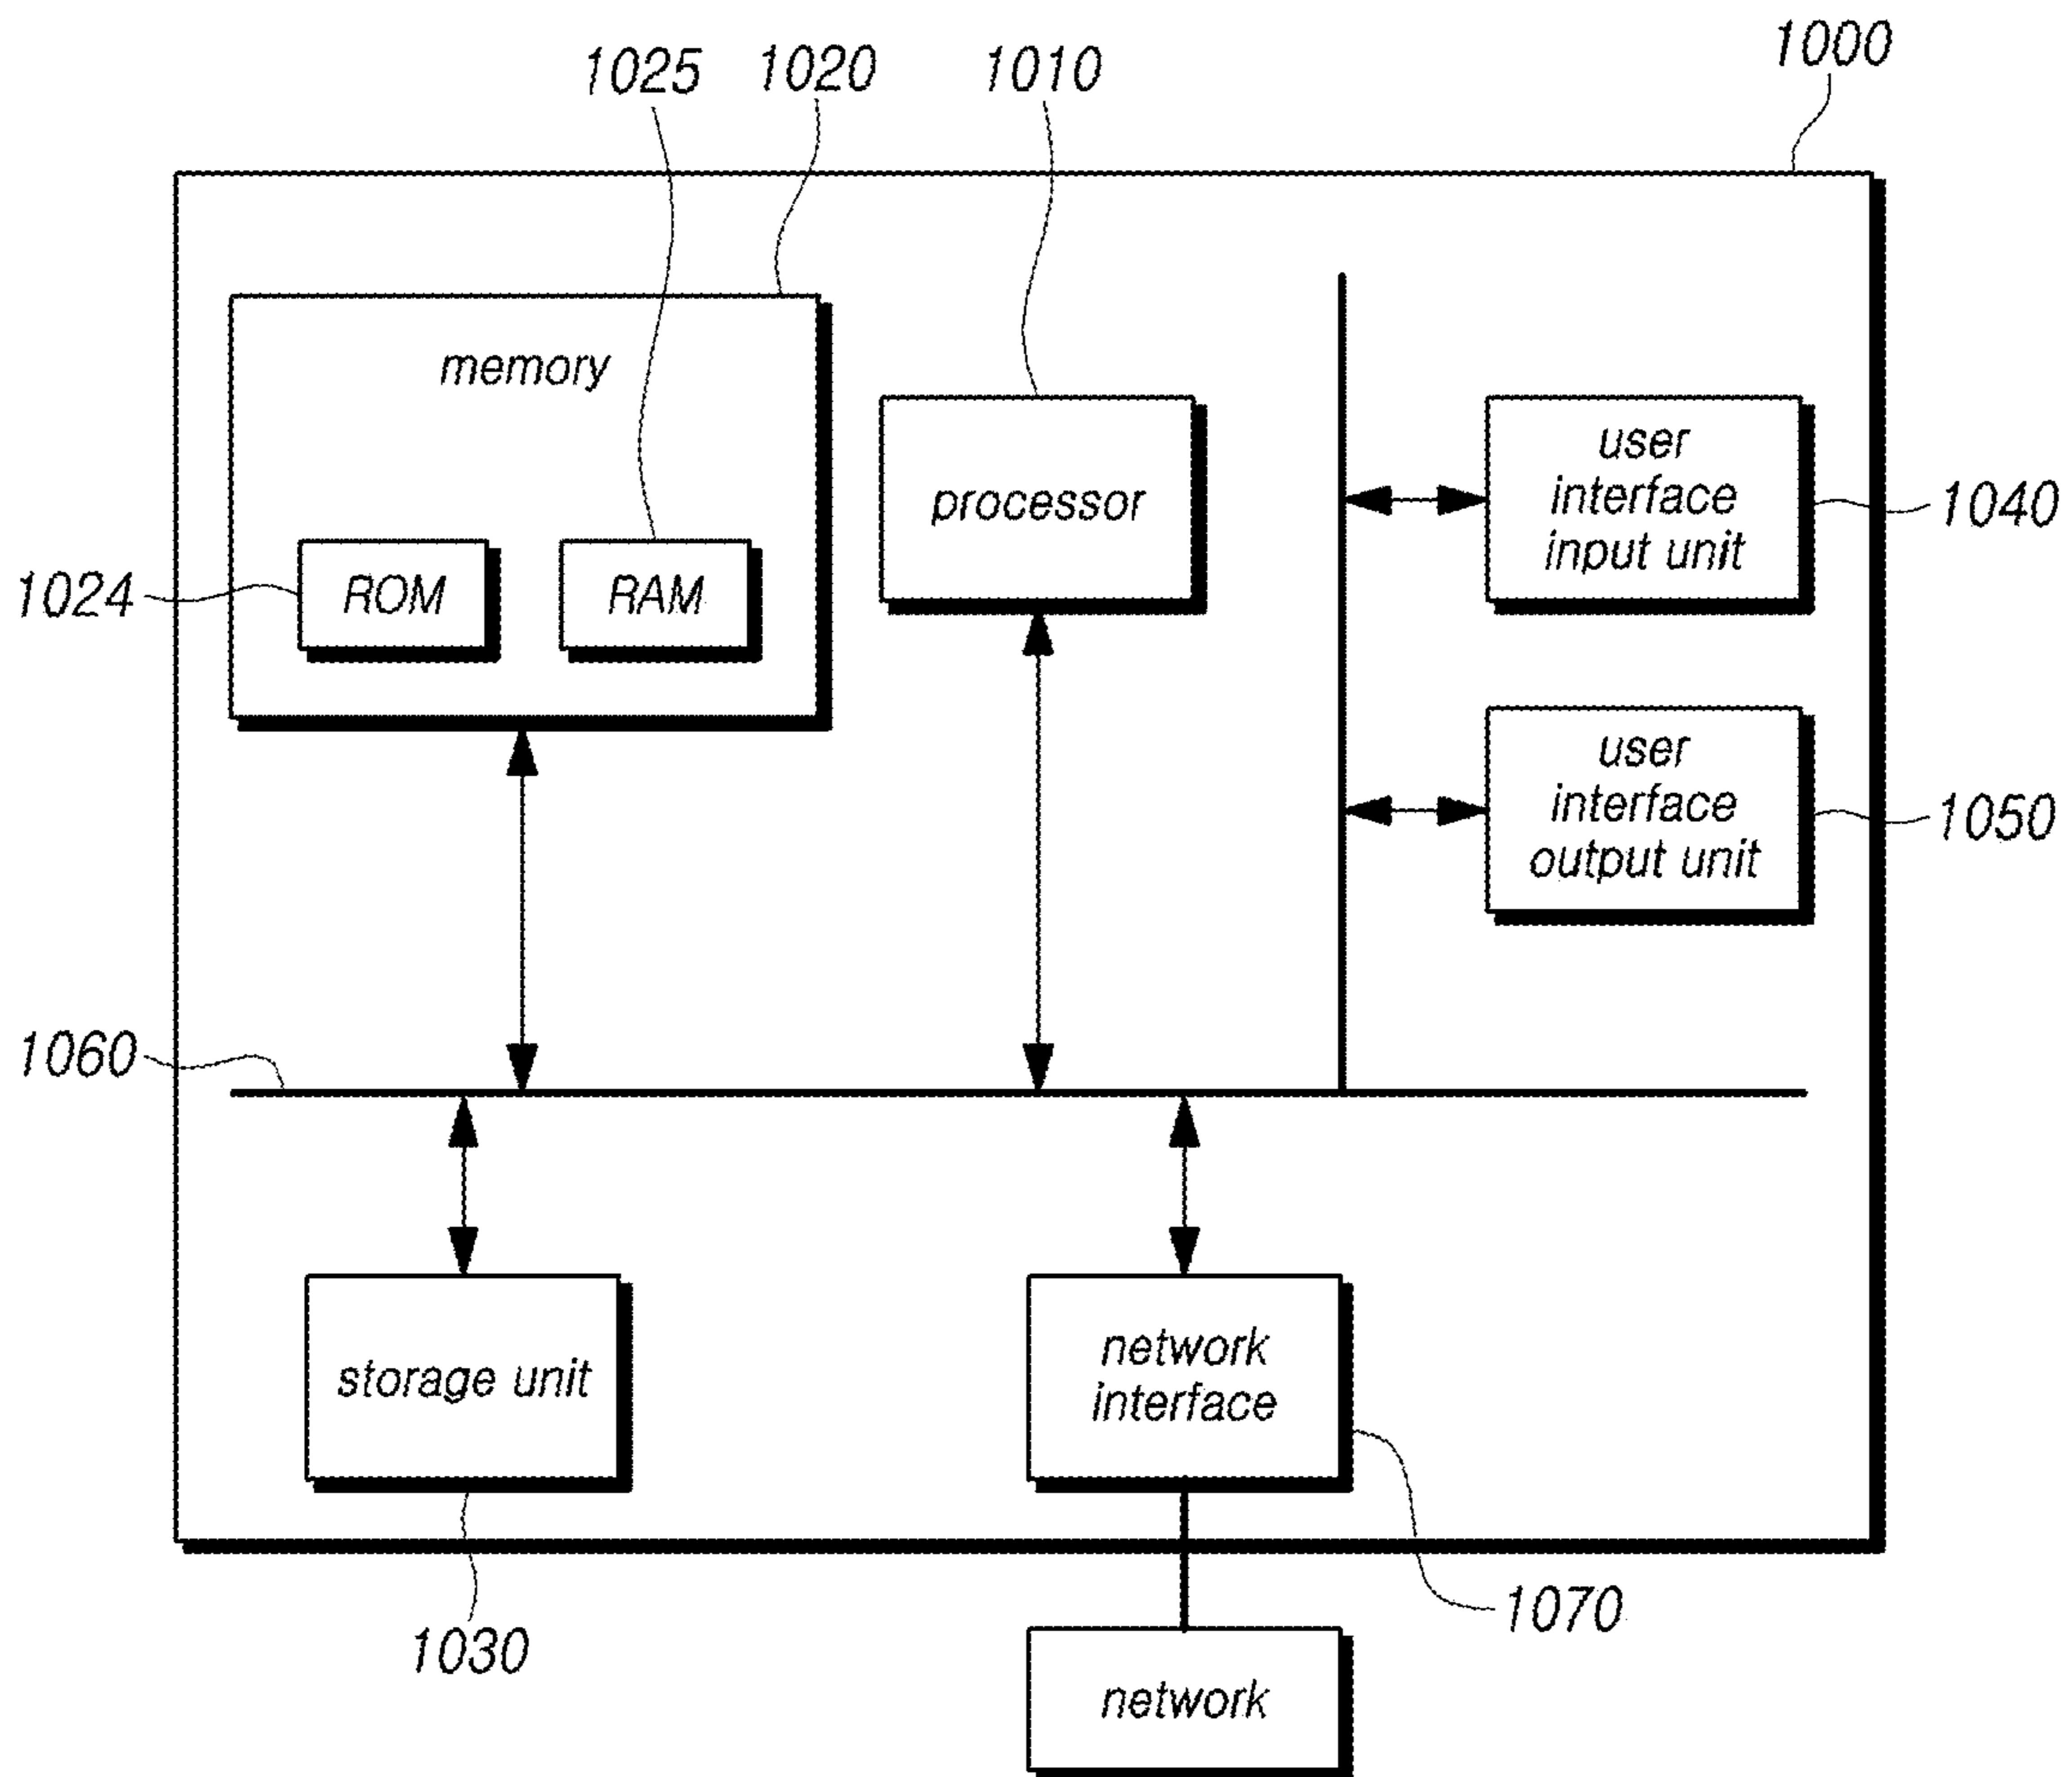 1000
1025
1020
1010
memory
processor
user
interface
input unit
1040
1024
ROM
RAM
user
interface
output unit
1050
1060
storage unit
network
interface
1070
1030
network